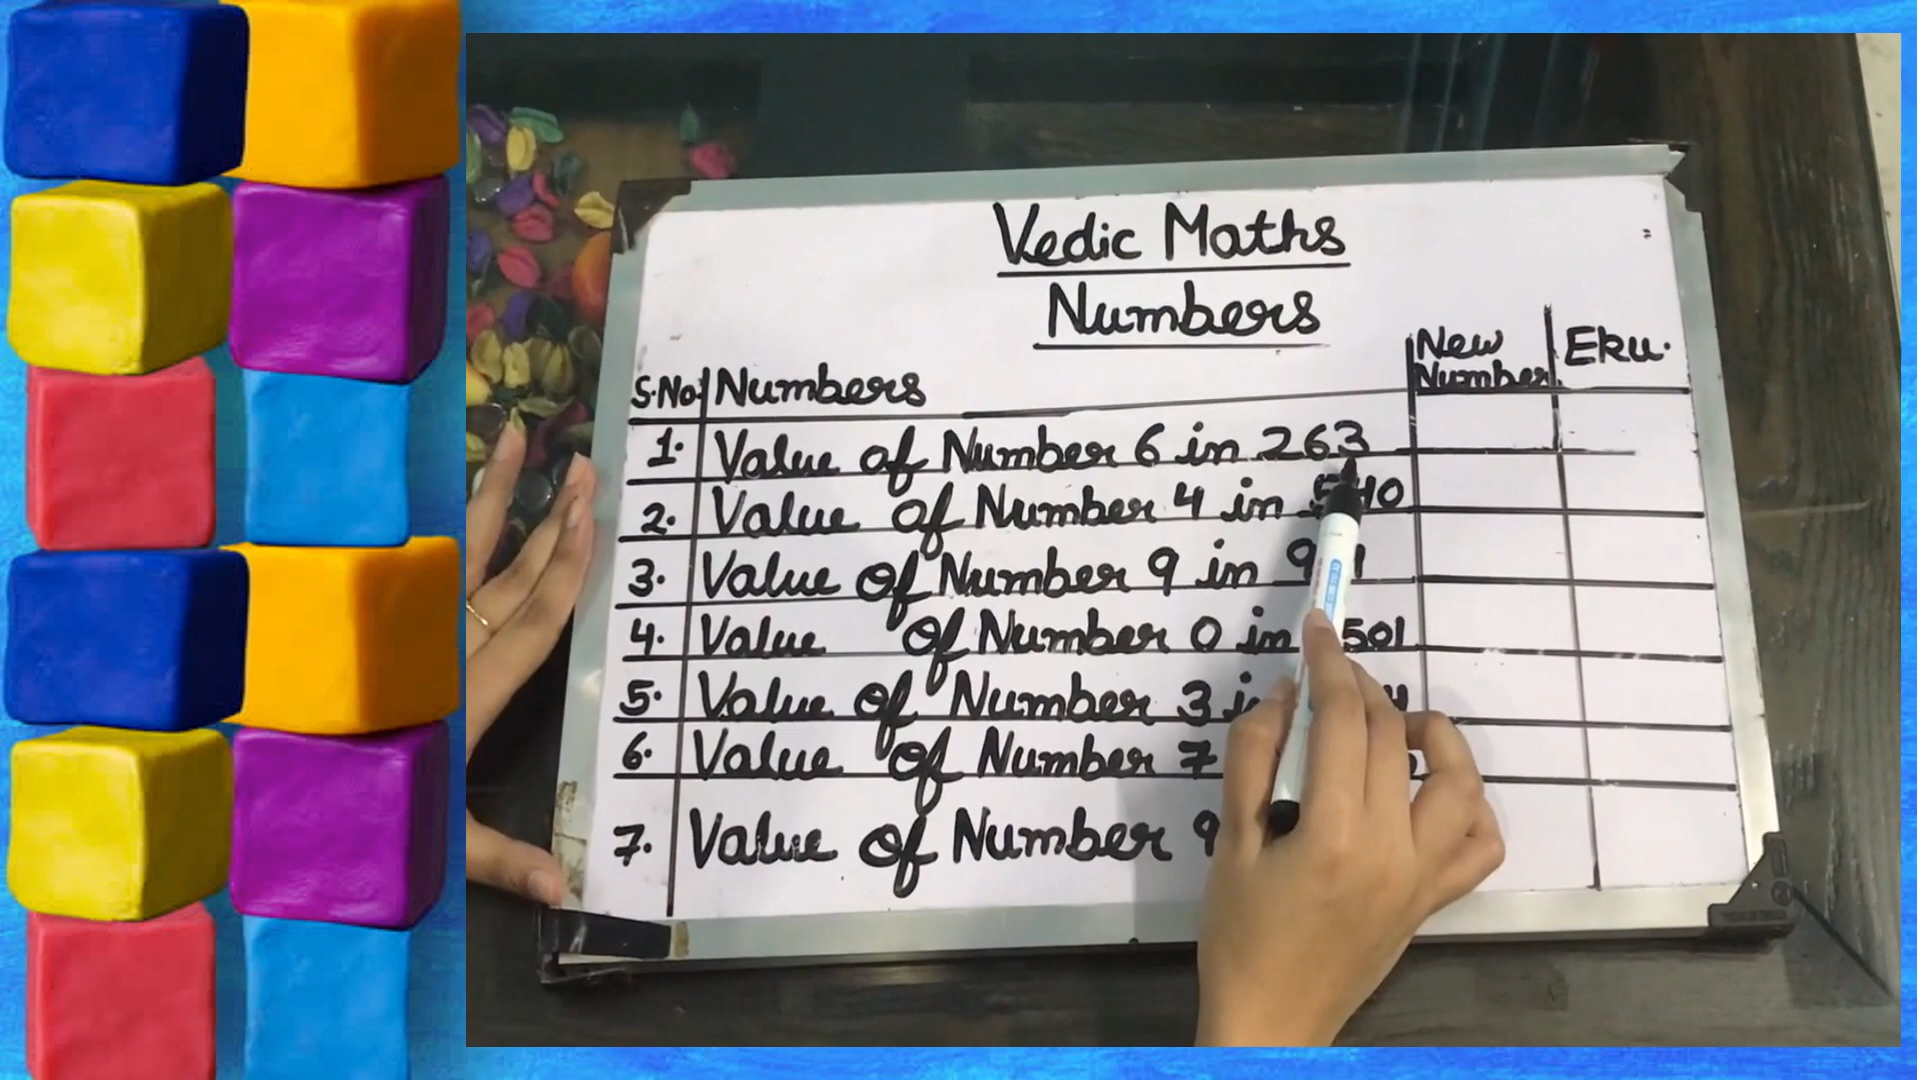 Vedic Maths
Numbers
S.No. Numbers New Number Eku.
1. Value of Number 6 in 263
2. Value of Number 4 in 540
3. Value of Number 9 in
4. Value of Number 0 in 501
5. Value of Number 3
6. Value of Number 7
7. Value of Number 9